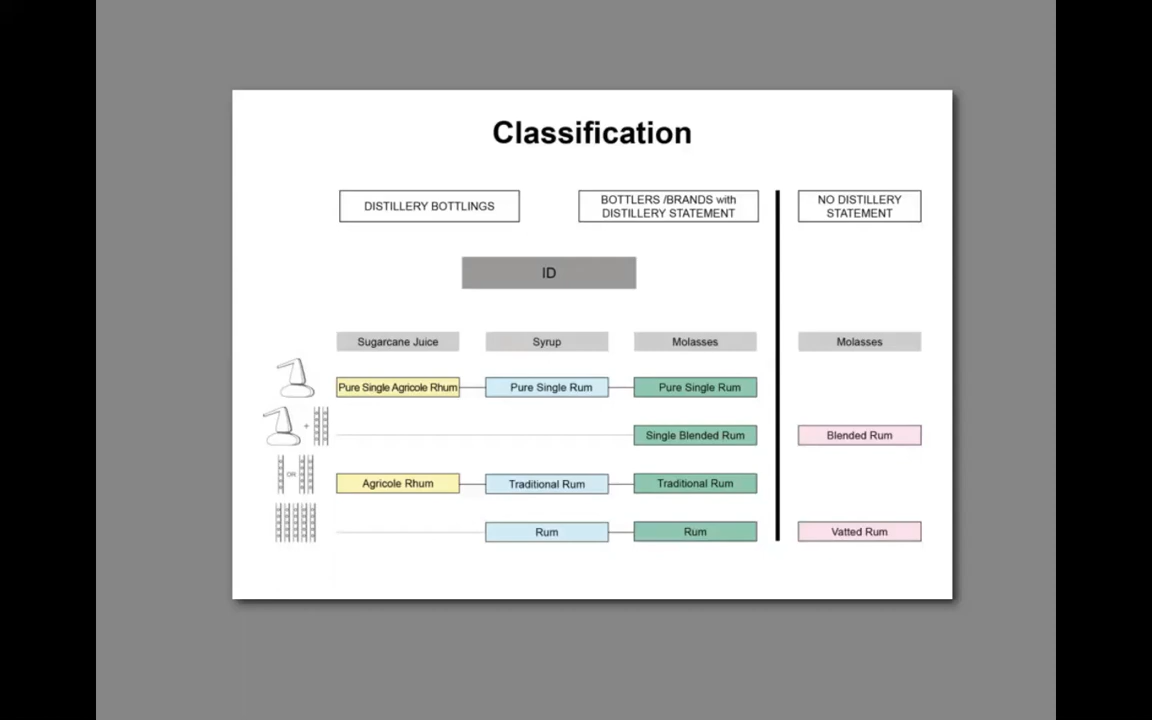 Classification
DISTILLERY BOTTLINGS
BOTTLERS /BRANDS with
DISTILLERY STATEMENT
NO DISTILLERY
STATEMENT
ID
Sugarcane Juice
Syrup
Molasses
Molasses
Pure Single Agricole Rhum
Pure Single Rum
Pure Single Rum
+
Single Blended Rum
Blended Rum
OR
Agricole Rhum
Traditional Rum
Traditional Rum
Rum
Rum
Vatted Rum